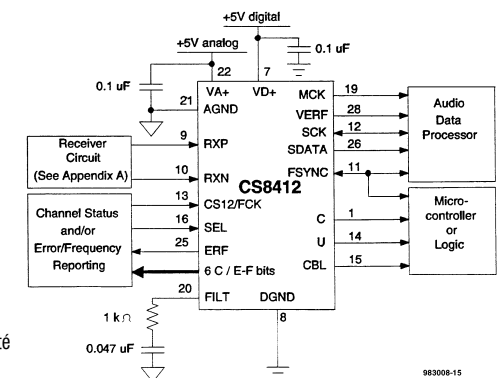 +5V digital
+5V analog
0.1 uF
0.1 uF
22
7
VA+
VD+
21
AGND
MCK
19
VERF
28
SCK
12
SDATA
26
FSYNC
11
Audio
Data
Processor
Receiver
Circuit
(See Appendix A)
9
RXP
10
RXN
CS8412
13
CS12/FCK
16
SEL
25
ERF
6 C / E-F bits
Channel Status
and/or
Error/Frequency
Reporting
C
1
U
14
CBL
15
Micro-
controller
or
Logic
20
FILT
DGND
8
1 kΩ
0.047 uF
té
983008-15